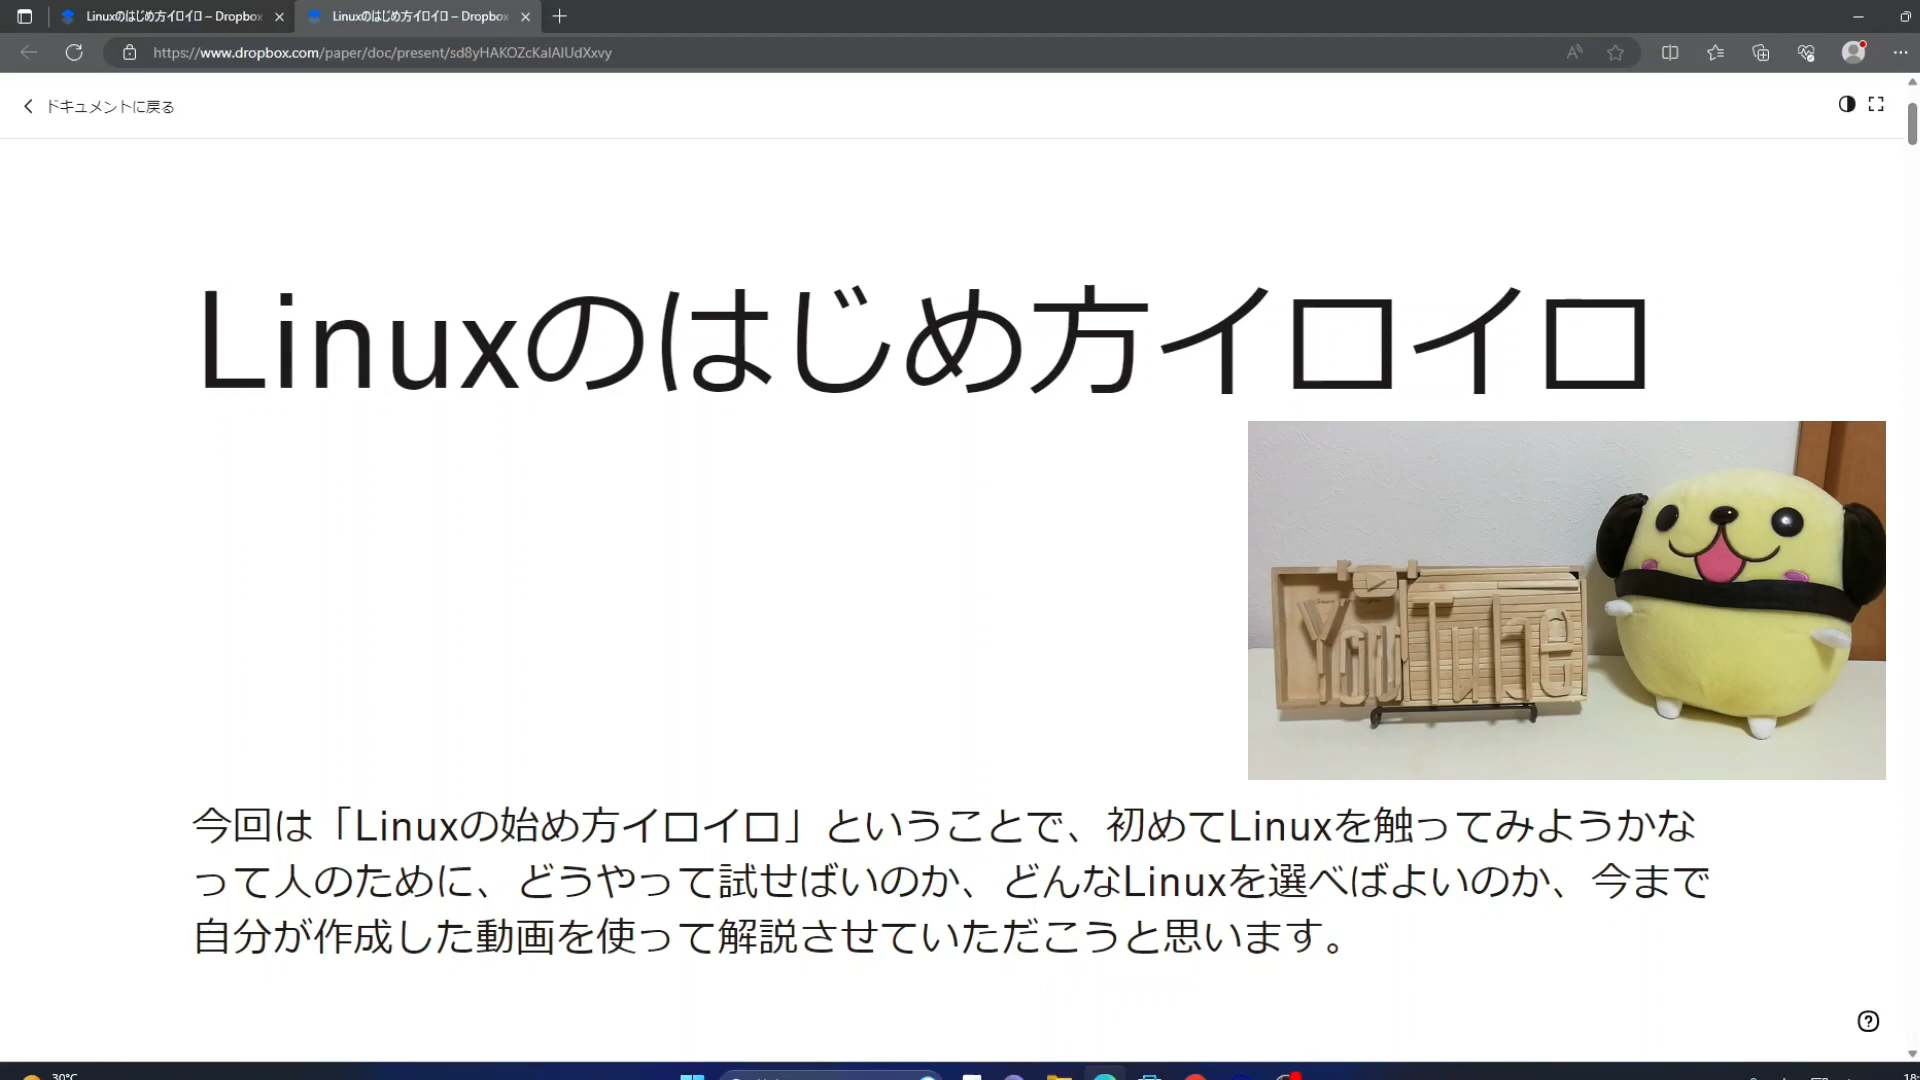 Linuxのはじめ方イロイロ – Dropbox
Linuxのはじめ方イロイロ – Dropbox
https://www.dropbox.com/paper/doc/present/sd8yHAKOZcKaIAIUdXxvy
ドキュメントに戻る
Linuxのはじめ方イロイロ
YouTube
今回は「Linuxの始め方イロイロ」ということで、初めてLinuxを触ってみようかな
って人のために、どうやって試せばいのか、どんなLinuxを選べばよいのか、今まで
自分が作成した動画を使って解説させていただこうと思います。
30°C